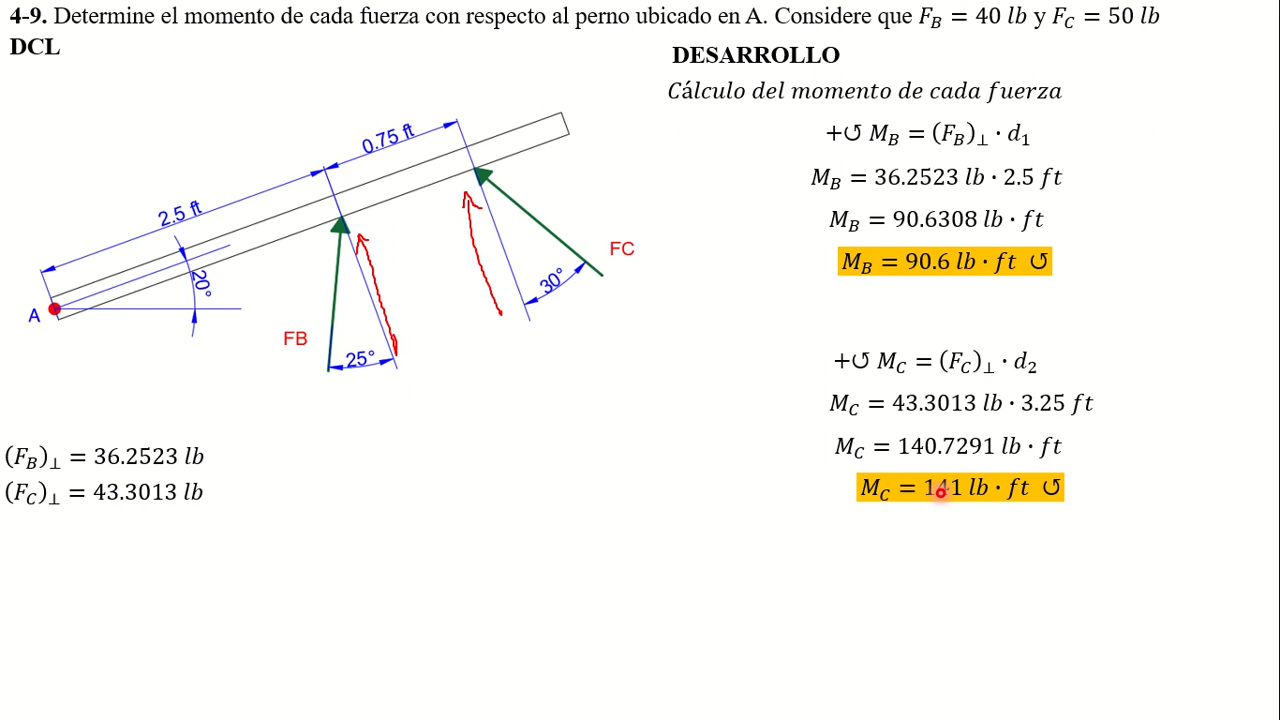 4-9. Determine el momento de cada fuerza con respecto al perno ubicado en A. Considere que F_B = 40 lb y F_C = 50 lb
DCL
2.5 ft
0.75 ft
20°
A
FB
25°
FC
30°
(F_B)⊥ = 36.2523 lb
(F_C)⊥ = 43.3013 lb
DESARROLLO
Cálculo del momento de cada fuerza
+↺ M_B = (F_B)⊥ · d_1
M_B = 36.2523 lb · 2.5 ft
M_B = 90.6308 lb · ft
M_B = 90.6 lb · ft ↺
+↺ M_C = (F_C)⊥ · d_2
M_C = 43.3013 lb · 3.25 ft
M_C = 140.7291 lb · ft
M_C = 141 lb · ft ↺